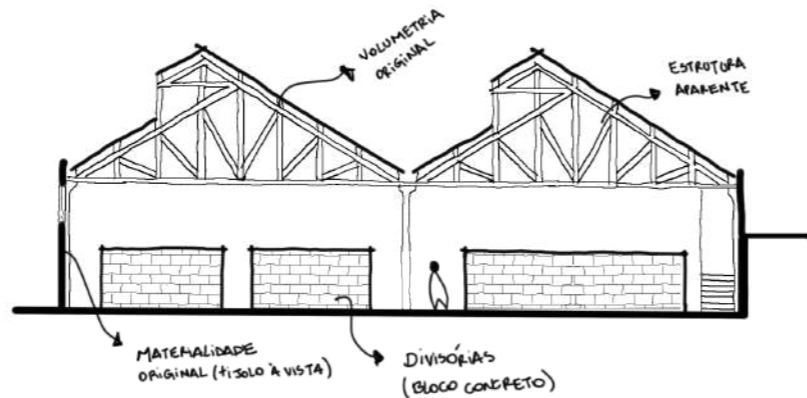 VOLUMETRIA
ORIGINAL
ESTRUTURA
APARENTE
MATERIALIDADE
ORIGINAL (TIJOLO À VISTA)
DIVISÓRIAS
(BLOCO CONCRETO)